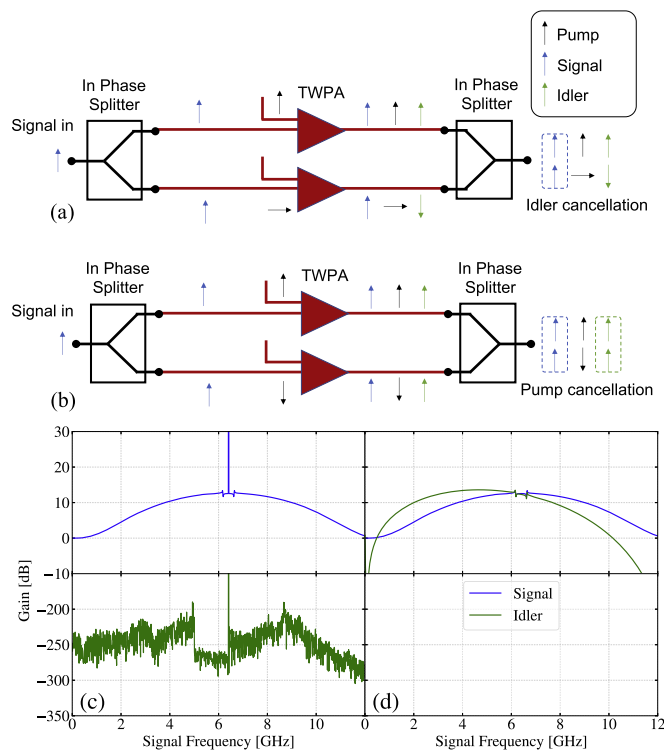 Pump
Signal
Idler
In Phase
Splitter
TWPA
In Phase
Splitter
Signal in
(a)
Idler cancellation
In Phase
Splitter
TWPA
In Phase
Splitter
Signal in
(b)
Pump cancellation
30
20
10
0
−10
−200
−250
−300
−350
Gain [dB]
(c)
(d)
Signal
Idler
0 2 4 6 8 10 0 2 4 6 8 10 12
Signal Frequency [GHz] Signal Frequency [GHz]